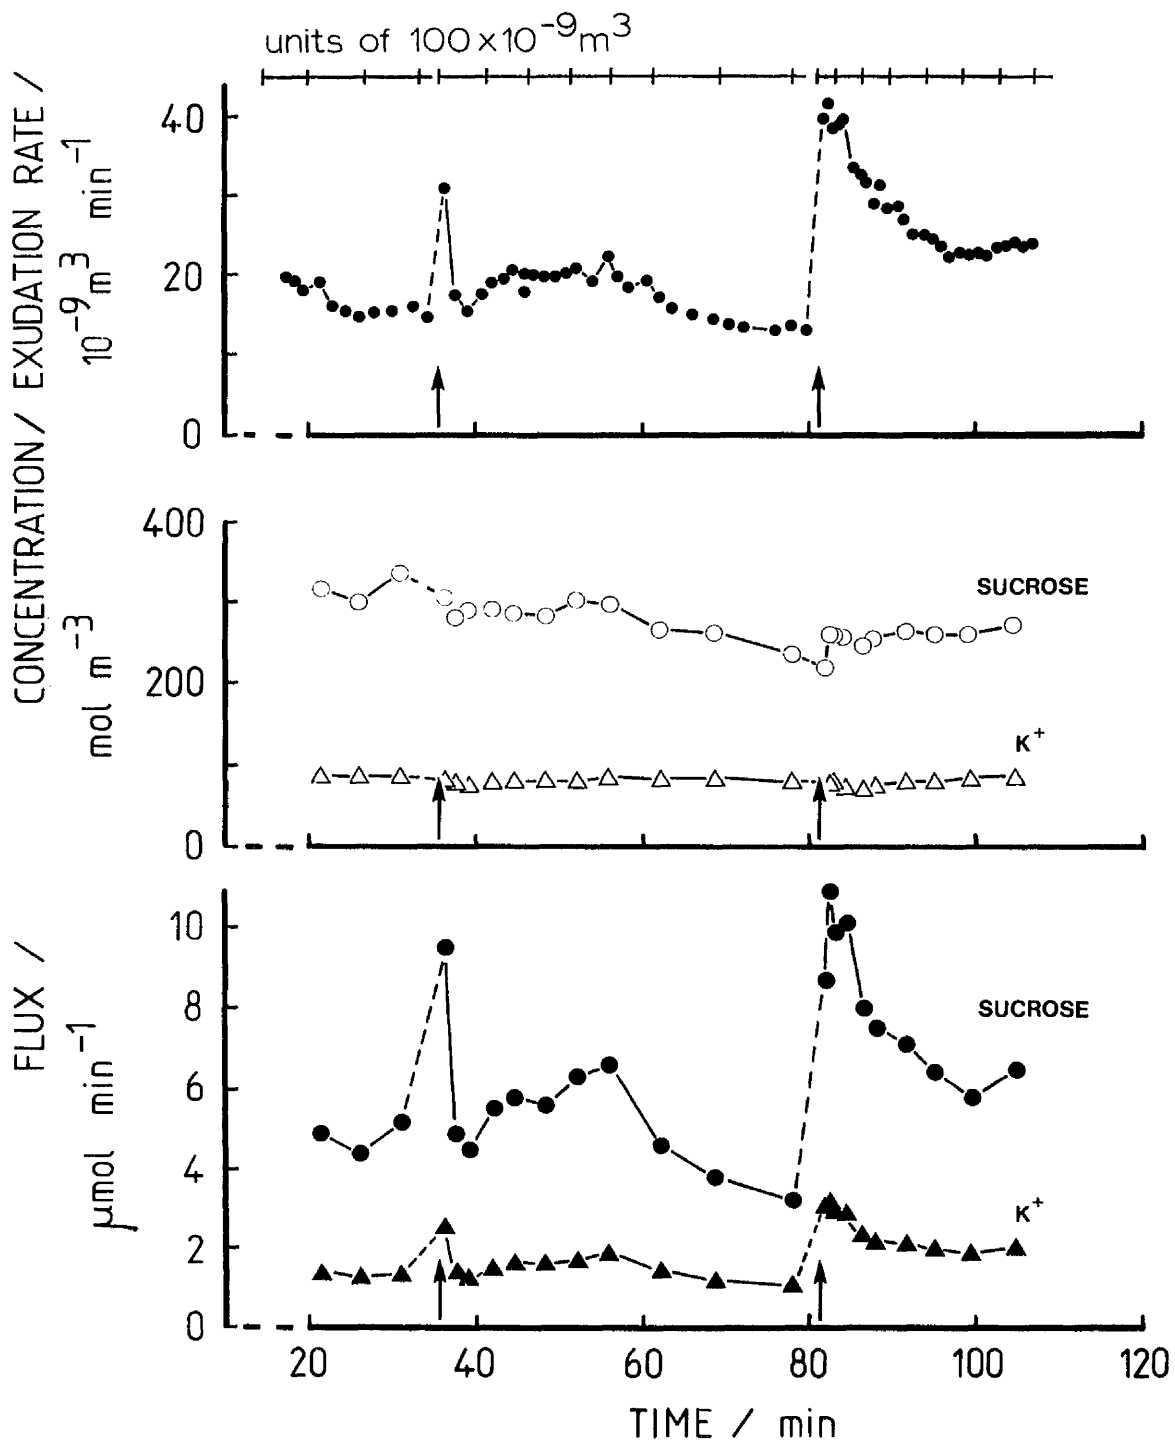 units of 100×10⁻⁹m³
CONCENTRATION / EXUDATION RATE /
mol m⁻³
10⁻⁹m³ min⁻¹
40
20
0
400
200
0
SUCROSE
K⁺
FLUX /
μmol min⁻¹
10
8
6
4
2
0
SUCROSE
K⁺
20 40 60 80 100 120
TIME / min